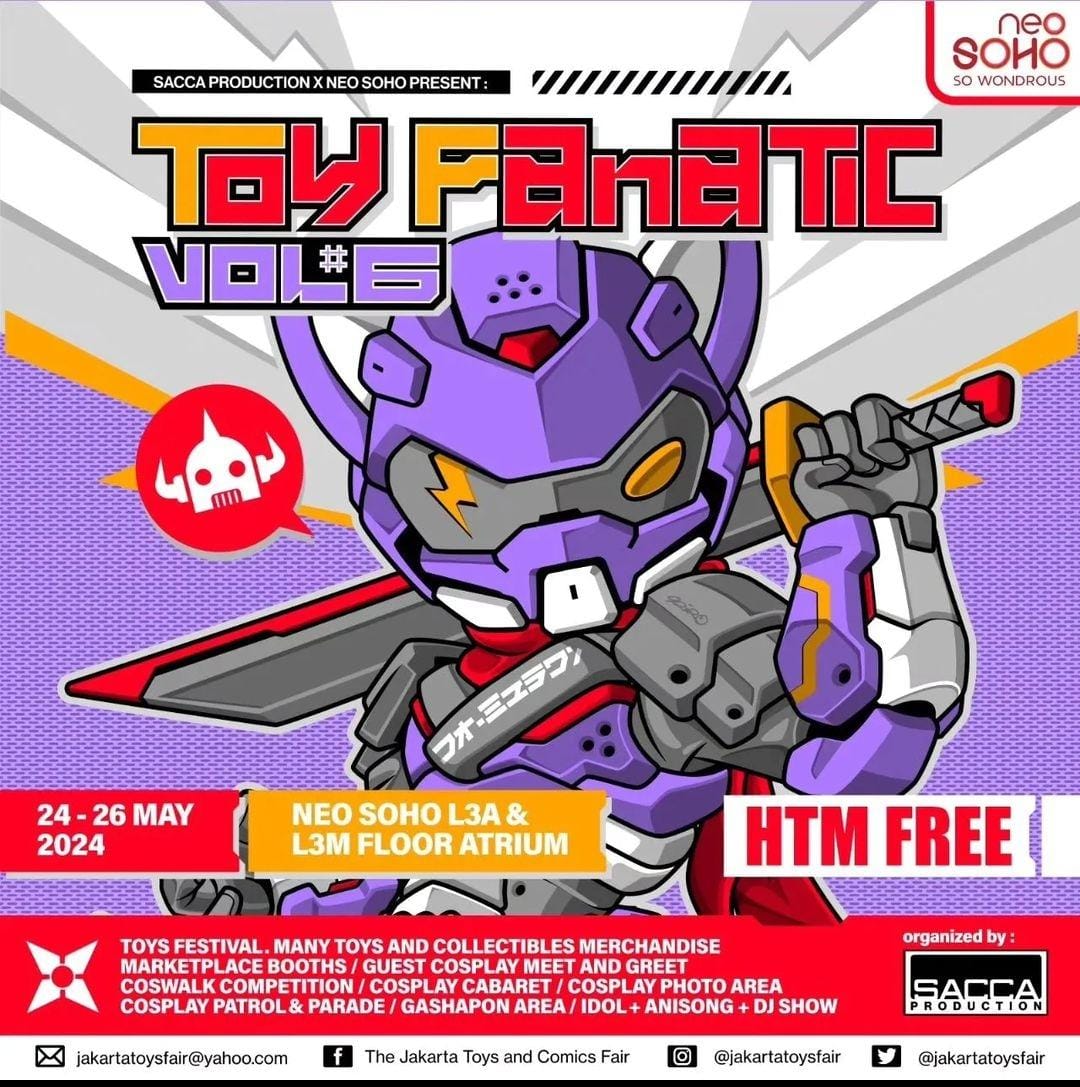 neo
SOHO
SO WONDROUS
SACCA PRODUCTION X NEO SOHO PRESENT :
TOY FANATIC
VOL#6
フォーミュラワン
24 - 26 MAY
2024
NEO SOHO L3A &
L3M FLOOR ATRIUM
HTM FREE
TOYS FESTIVAL. MANY TOYS AND COLLECTIBLES MERCHANDISE
MARKETPLACE BOOTHS / GUEST COSPLAY MEET AND GREET
COSWALK COMPETITION / COSPLAY CABARET / COSPLAY PHOTO AREA
COSPLAY PATROL & PARADE / GASHAPON AREA / IDOL + ANISONG + DJ SHOW
organized by :
SACCA
PRODUCTION
jakartatoysfair@yahoo.com
The Jakarta Toys and Comics Fair
@jakartatoysfair
@jakartatoysfair